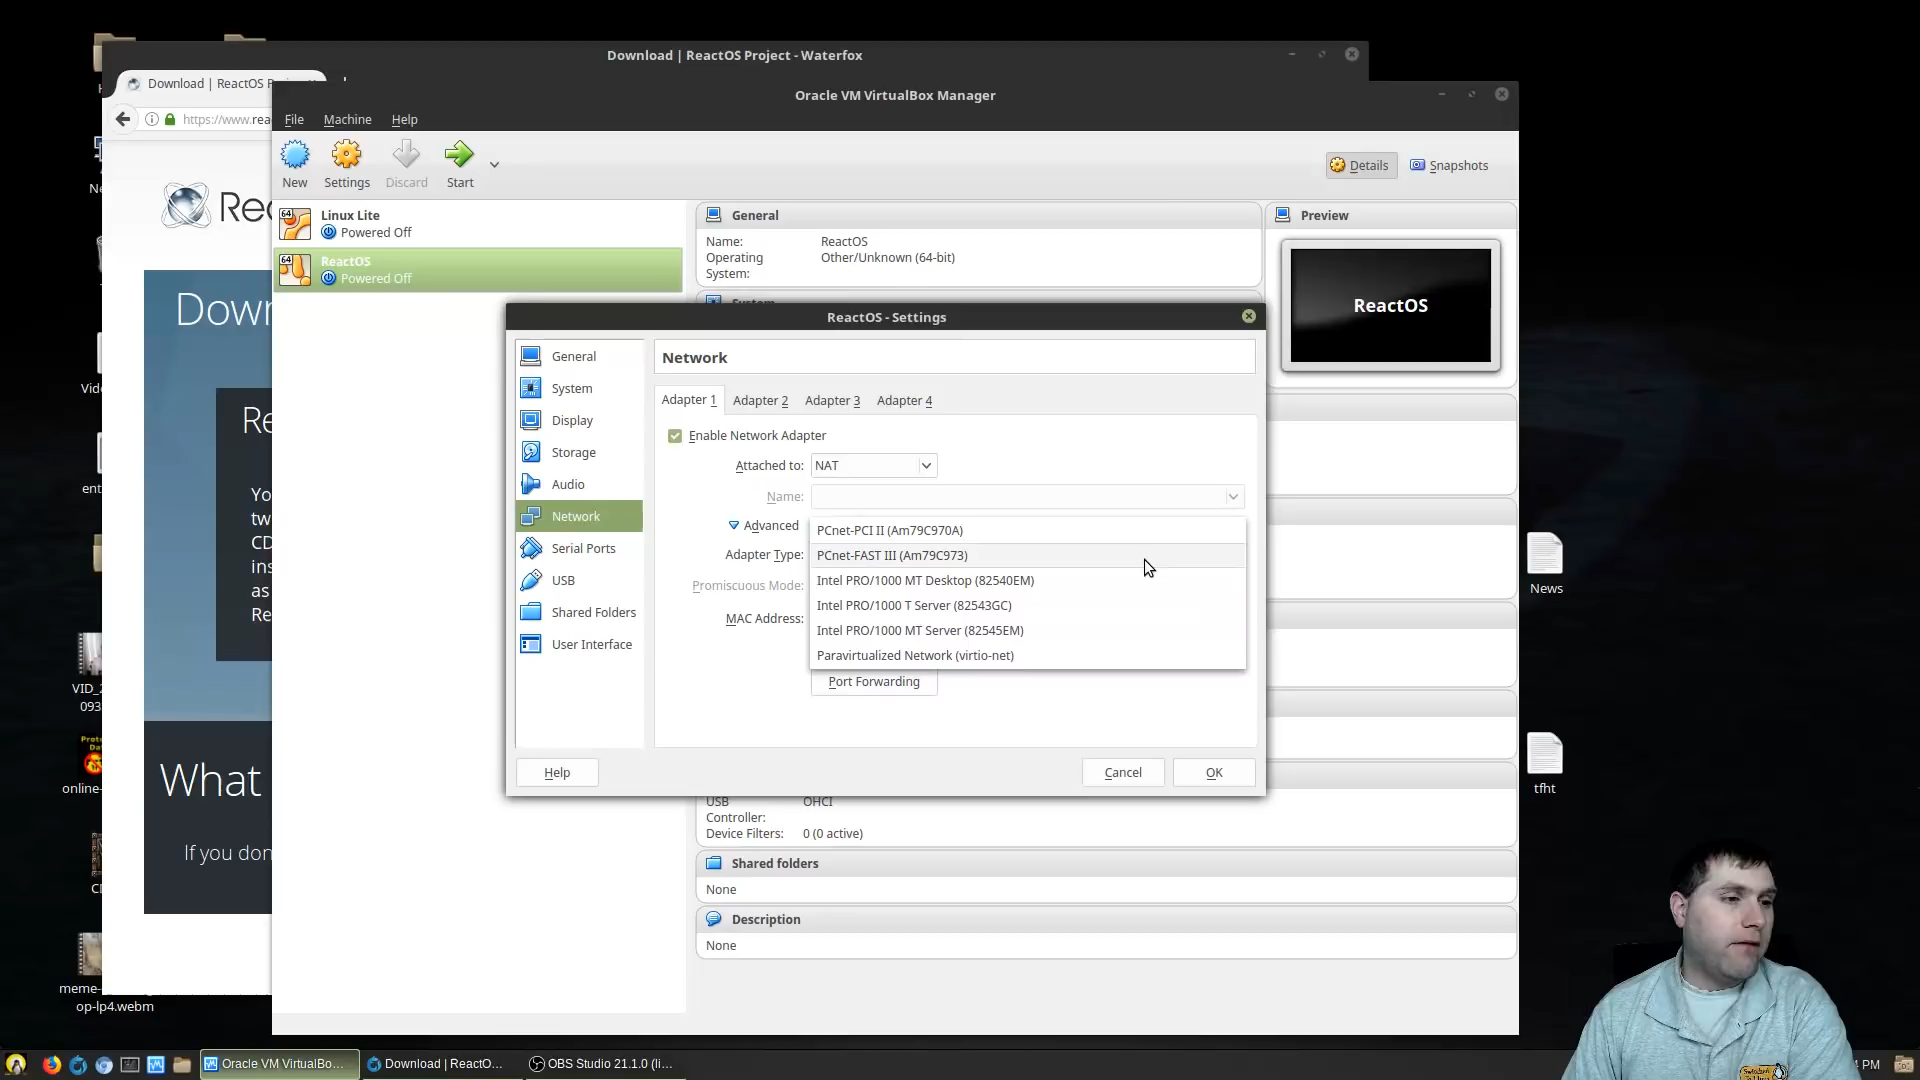 Download | ReactOS Project - Waterfox
Download | ReactOS P
https://www.rea
Oracle VM VirtualBox Manager
File
Machine
Help
New
Settings
Discard
Start
Details
Snapshots
Rea
Down
Re
What
If you don
Linux Lite
Powered Off
ReactOS
Powered Off
General
Name:
ReactOS
Operating System:
Other/Unknown (64-bit)
System
Preview
ReactOS
ReactOS - Settings
General
System
Display
Storage
Audio
Network
Serial Ports
USB
Shared Folders
User Interface
Network
Adapter 1
Adapter 2
Adapter 3
Adapter 4
Enable Network Adapter
Attached to:
NAT
Name:
Advanced
Adapter Type:
Promiscuous Mode:
MAC Address:
PCnet-PCI II (Am79C970A)
PCnet-FAST III (Am79C973)
Intel PRO/1000 MT Desktop (82540EM)
Intel PRO/1000 T Server (82543GC)
Intel PRO/1000 MT Server (82545EM)
Paravirtualized Network (virtio-net)
Port Forwarding
Help
Cancel
OK
USB Controller:
OHCI
Device Filters:
0 (0 active)
Shared folders
None
Description
None
News
tfht
meme-
op-lp4.webm
VID_2
093
online-
Oracle VM VirtualBo...
Download | ReactO...
OBS Studio 21.1.0 (li...
PM